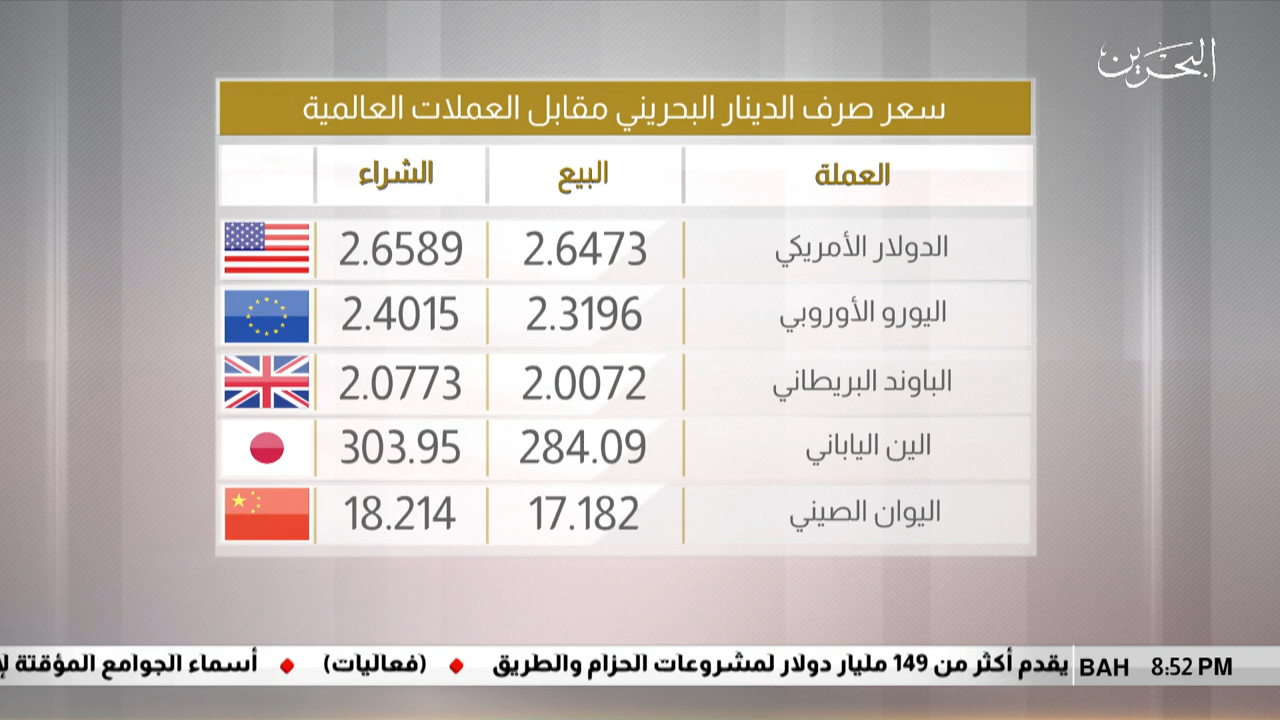 البحرين
سعر صرف الدينار البحريني مقابل العملات العالمية
العملة البيع الشراء
الدولار الأمريكي 2.6473 2.6589
اليورو الأوروبي 2.3196 2.4015
الباوند البريطاني 2.0072 2.0773
الين الياباني 284.09 303.95
اليوان الصيني 17.182 18.214
BAH 8:52 PM
يقدم أكثر من 149 مليار دولار لمشروعات الحزام والطريق ♦ (فعاليات) ♦ أسماء الجوامع المؤقتة